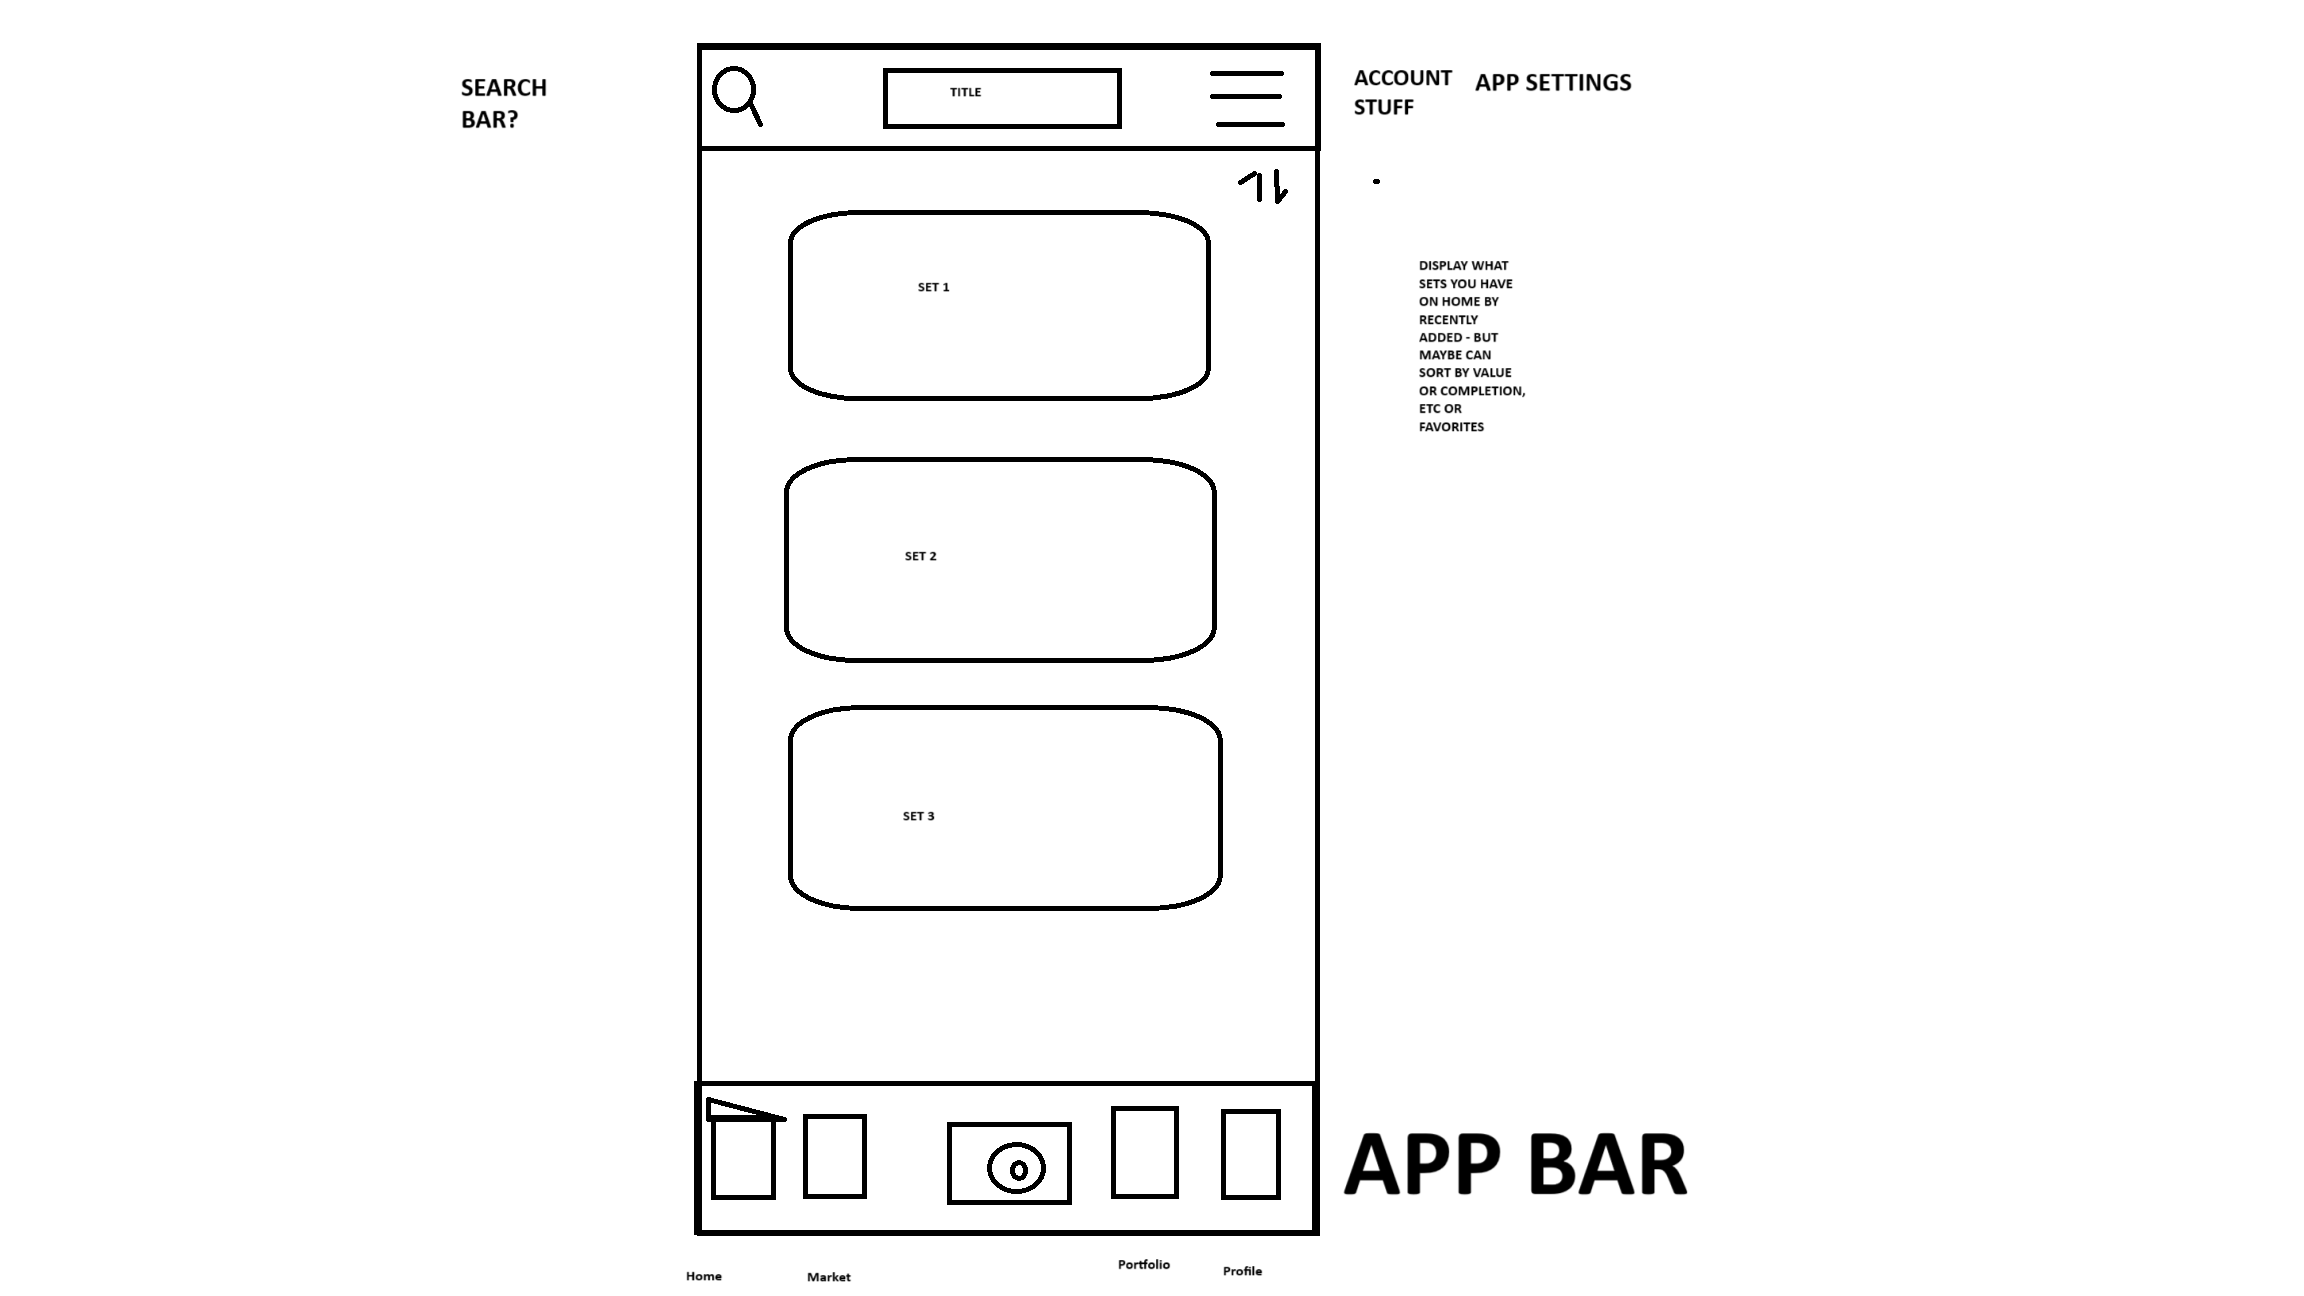 SEARCH
BAR?
TITLE
ACCOUNT
STUFF
APP SETTINGS
SET 1
DISPLAY WHAT
SETS YOU HAVE
ON HOME BY
RECENTLY
ADDED - BUT
MAYBE CAN
SORT BY VALUE
OR COMPLETION,
ETC OR
FAVORITES
SET 2
SET 3
APP BAR
Home
Market
Portfolio
Profile